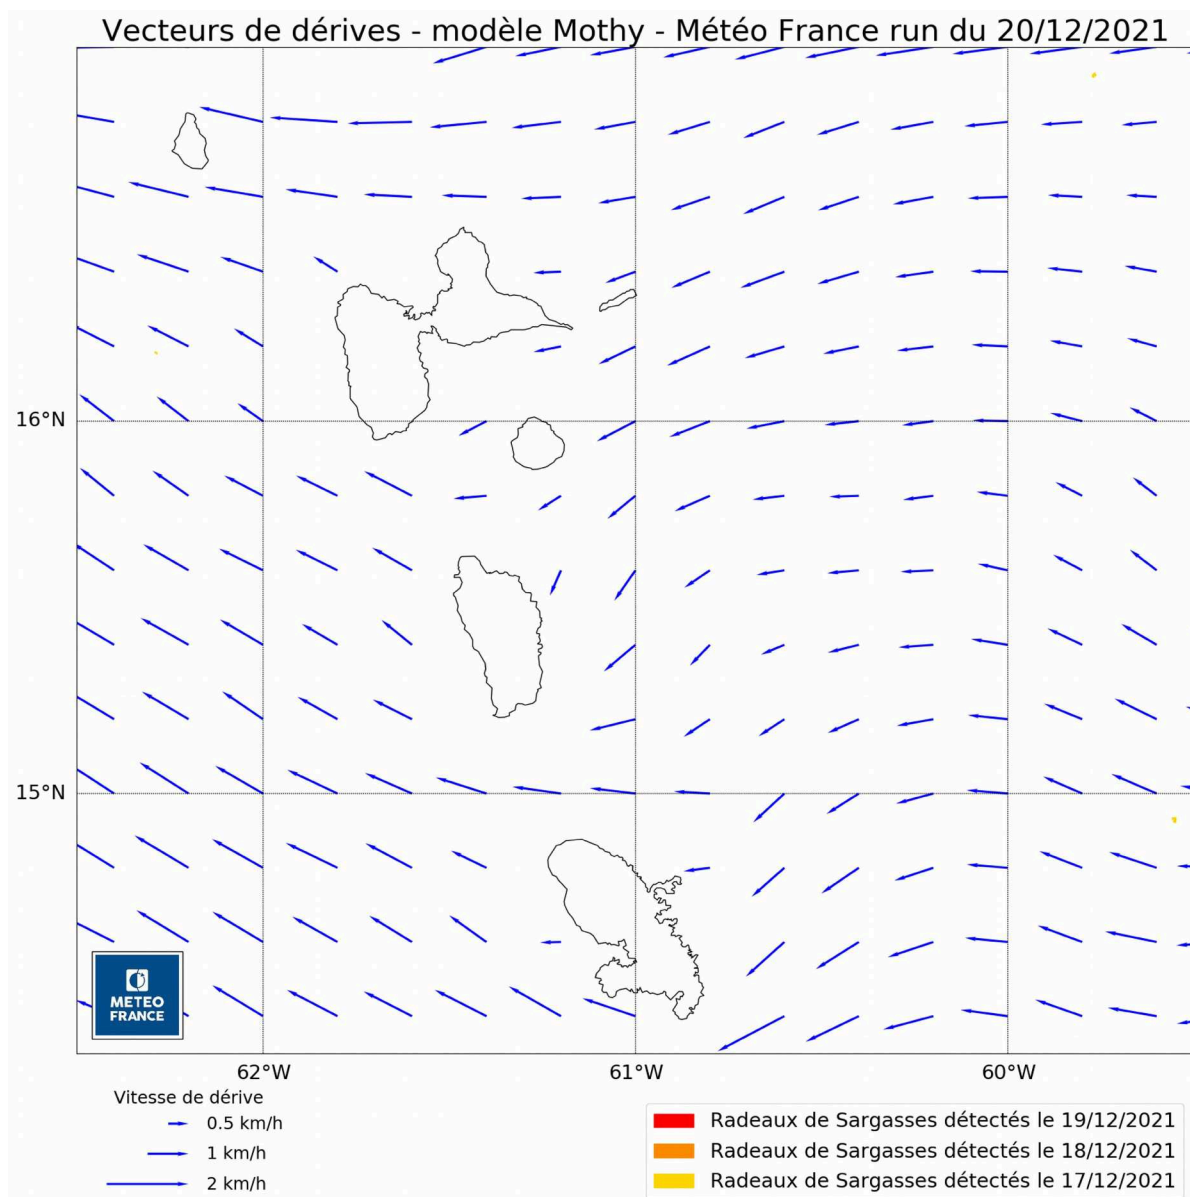 Vecteurs de dérives - modèle Mothy - Météo France run du 20/12/2021
16°N
15°N
METEO
FRANCE
62°W
61°W
60°W
Vitesse de dérive
0.5 km/h
1 km/h
2 km/h
Radeaux de Sargasses détectés le 19/12/2021
Radeaux de Sargasses détectés le 18/12/2021
Radeaux de Sargasses détectés le 17/12/2021